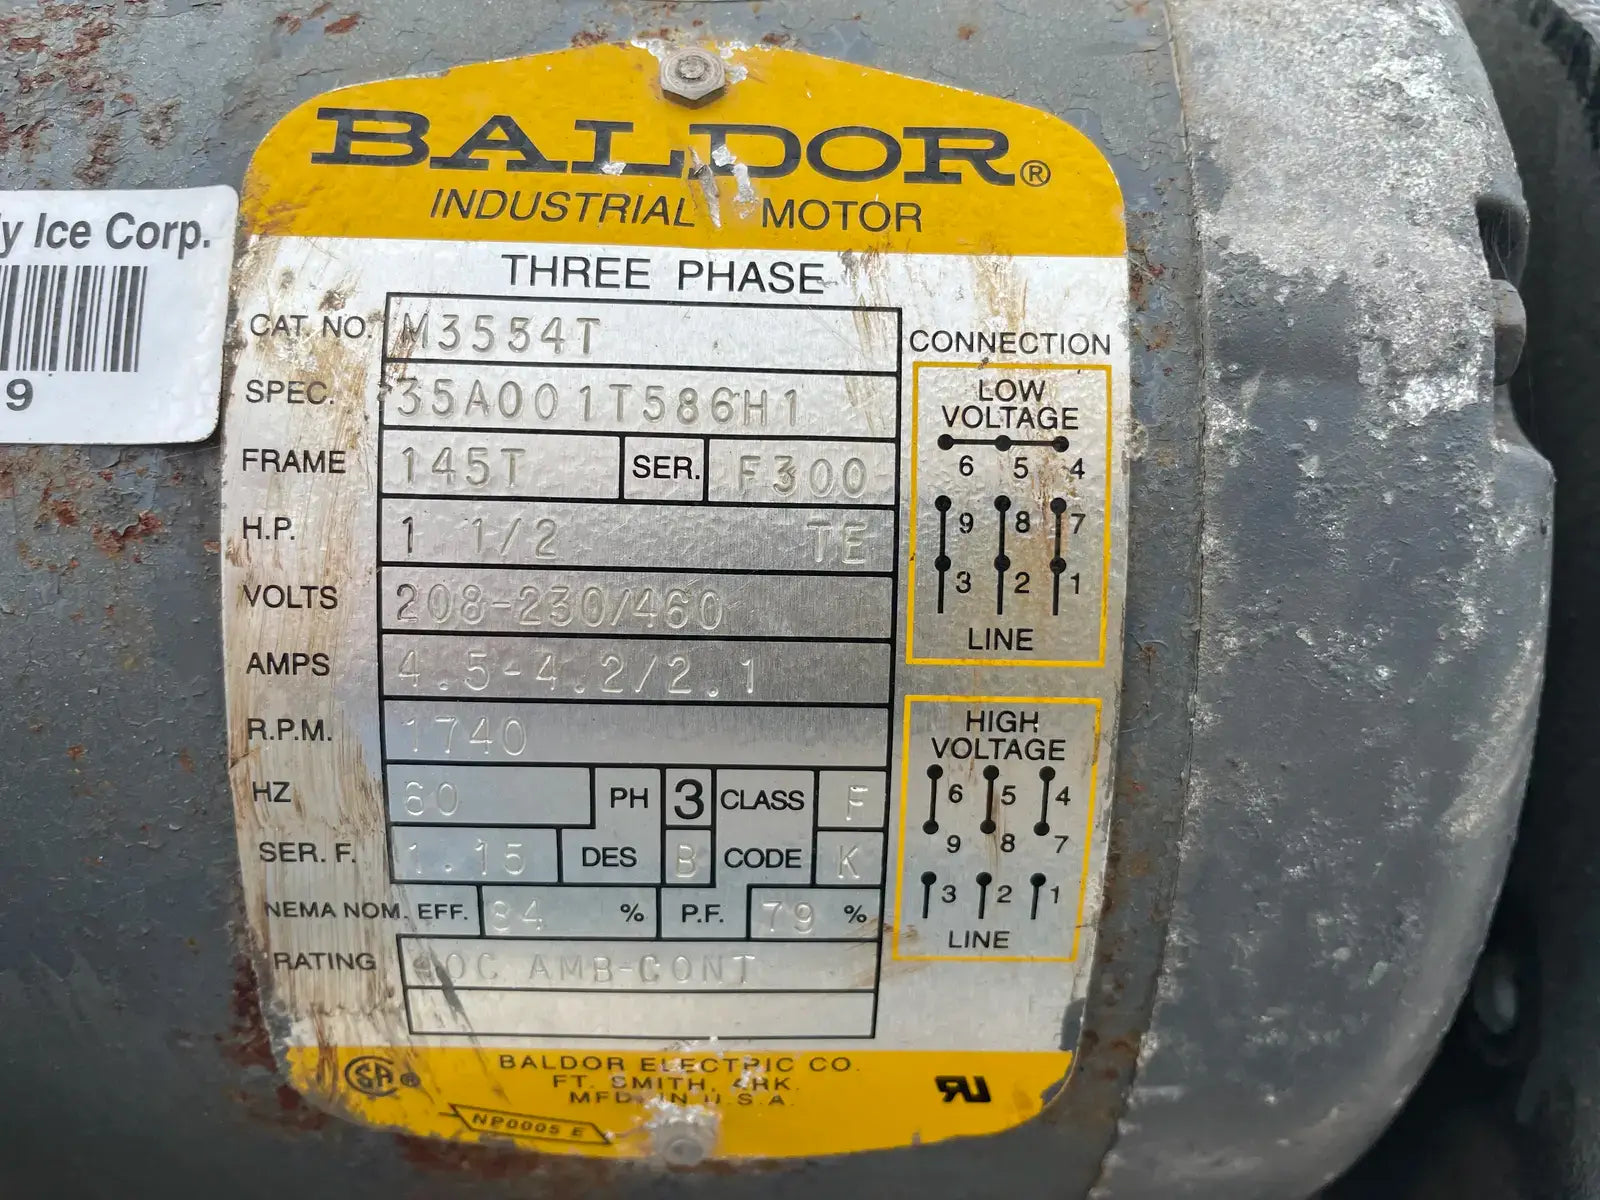 BALDOR®
INDUSTRIAL MOTOR
THREE PHASE
CAT. NO. M3554T
SPEC. 35A001T586H1
FRAME 145T SER. F300
H.P. 1 1/2 TE
VOLTS 208-230/460
AMPS 4.5-4.2/2.1
R.P.M. 1740
HZ 60 PH 3 CLASS F
SER. F. 1.15 DES B CODE K
NEMA NOM. EFF. 84 % P.F. 79 %
RATING 40C AMB-CONT
CONNECTION
LOW
VOLTAGE
6 5 4
9 8 7
3 2 1
LINE
HIGH
VOLTAGE
6 5 4
9 8 7
3 2 1
LINE
BALDOR ELECTRIC CO.
FT. SMITH, ARK.
MFD. IN U.S.A.
NP0005 E
y Ice Corp.
9